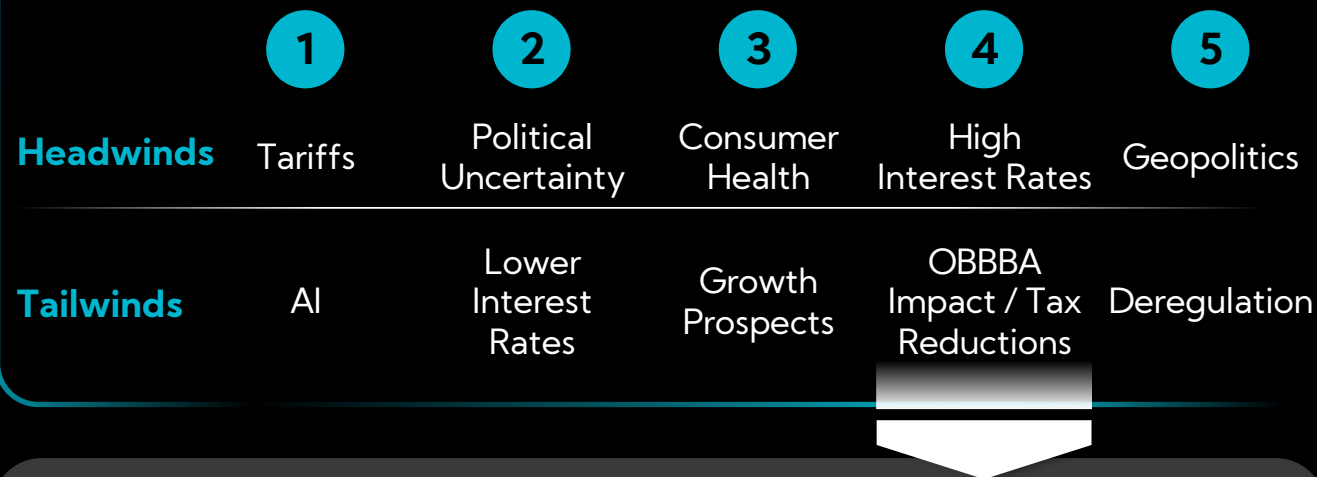 1 2 3 4 5
Headwinds
Tariffs
Political
Uncertainty
Consumer
Health
High
Interest Rates
Geopolitics
Tailwinds
AI
Lower
Interest
Rates
Growth
Prospects
OBBBA
Impact / Tax
Reductions
Deregulation